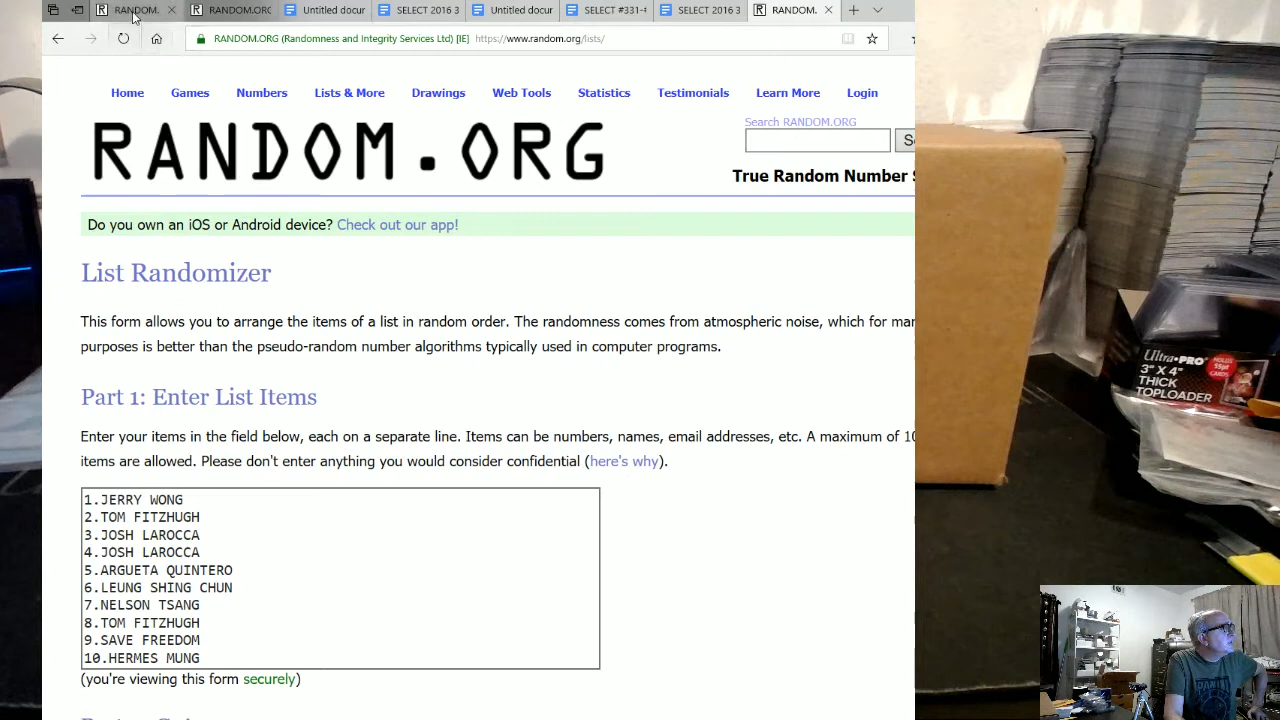 RANDOM.
RANDOM.ORG
Untitled docur
SELECT 2016 3
Untitled docur
SELECT #331-F
SELECT 2016 3
RANDOM.
RANDOM.ORG (Randomness and Integrity Services Ltd) [IE] https://www.random.org/lists/
Home Games Numbers Lists & More Drawings Web Tools Statistics Testimonials Learn More Login
Search RANDOM.ORG
RANDOM.ORG
True Random Number S
Do you own an iOS or Android device? Check out our app!
List Randomizer
This form allows you to arrange the items of a list in random order. The randomness comes from atmospheric noise, which for mar
purposes is better than the pseudo-random number algorithms typically used in computer programs.
Part 1: Enter List Items
Enter your items in the field below, each on a separate line. Items can be numbers, names, email addresses, etc. A maximum of 10
items are allowed. Please don't enter anything you would consider confidential (here's why).
1.JERRY WONG
2.TOM FITZHUGH
3.JOSH LAROCCA
4.JOSH LAROCCA
5.ARGUETA QUINTERO
6.LEUNG SHING CHUN
7.NELSON TSANG
8.TOM FITZHUGH
9.SAVE FREEDOM
10.HERMES MUNG
(you're viewing this form securely)
Ultra•PRO
3" X 4"
THICK
TOPLOADER
HOLDS
55pt
CARDS